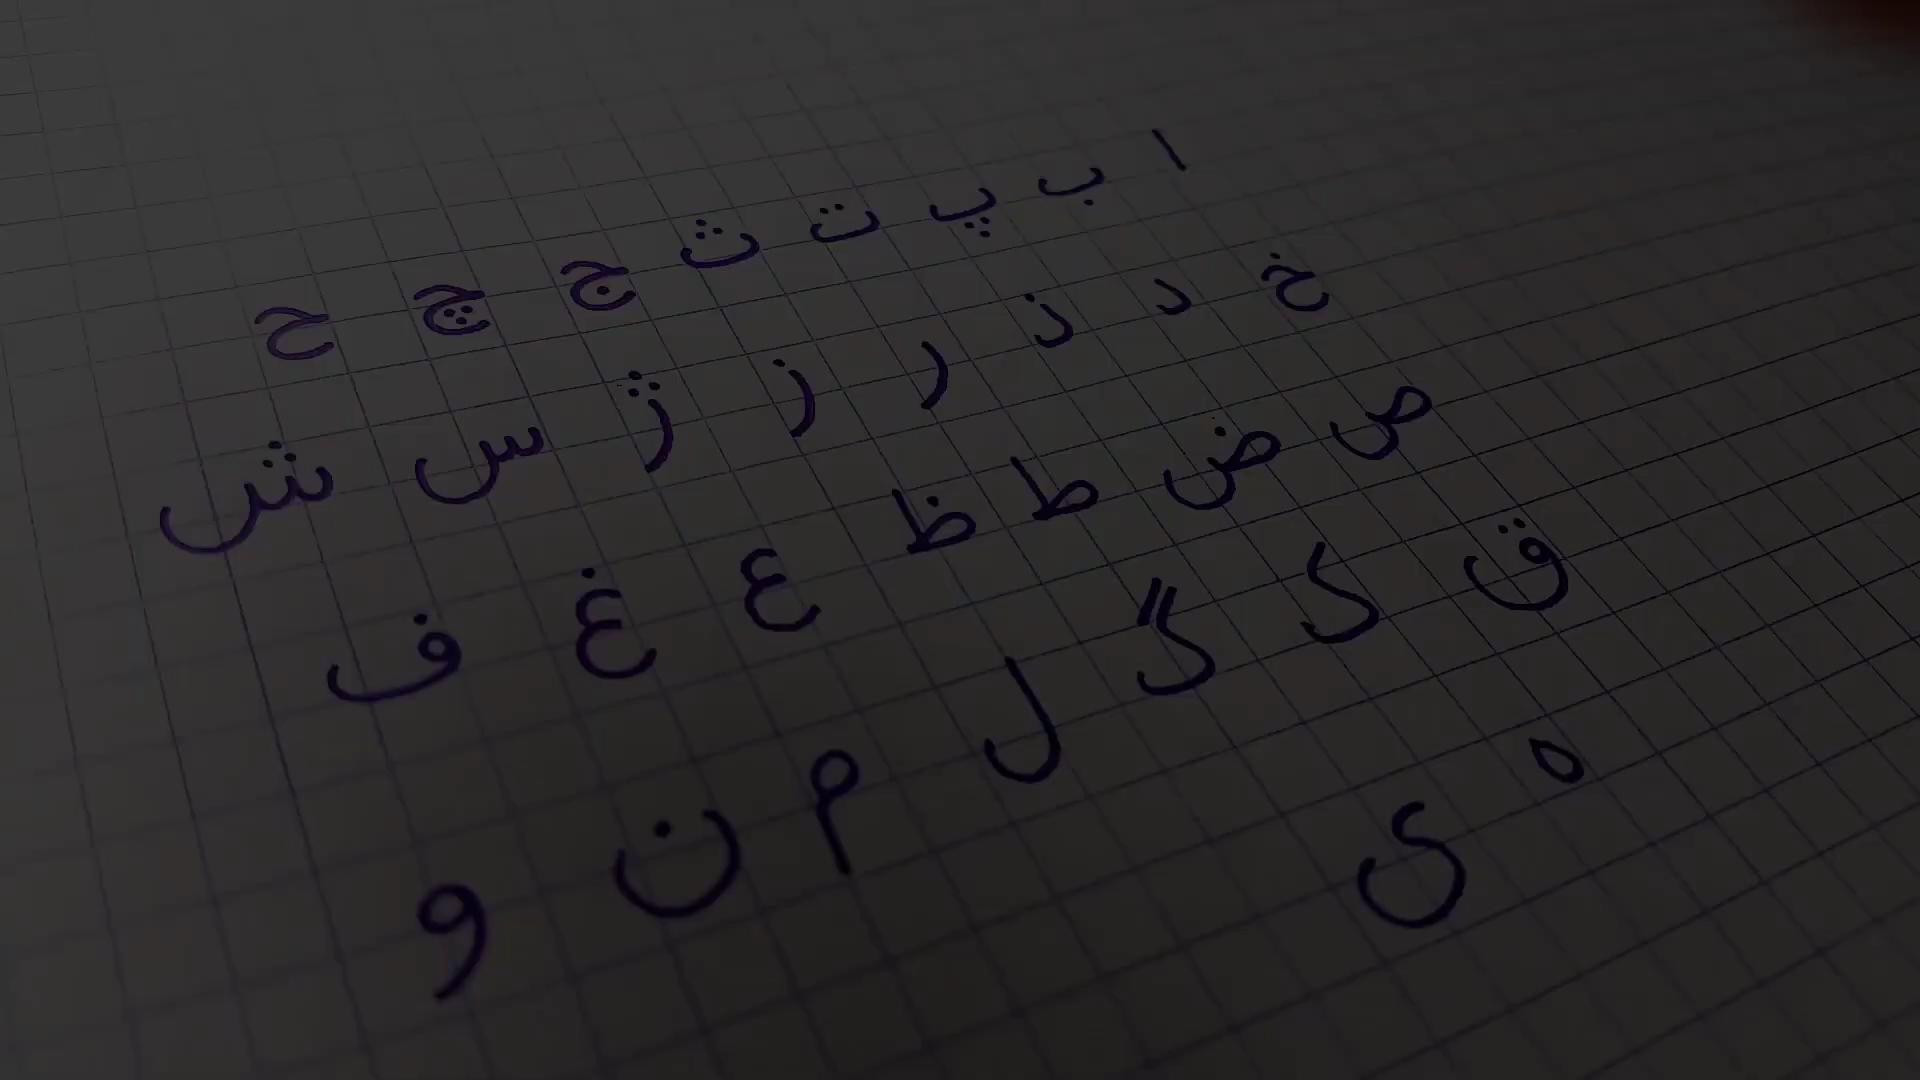 ا ب پ ت ث ج چ ح
خ د ذ ر ز ژ س ش
ص ض ط ظ ع غ ف
ق ک گ ل م ن و
ه ی